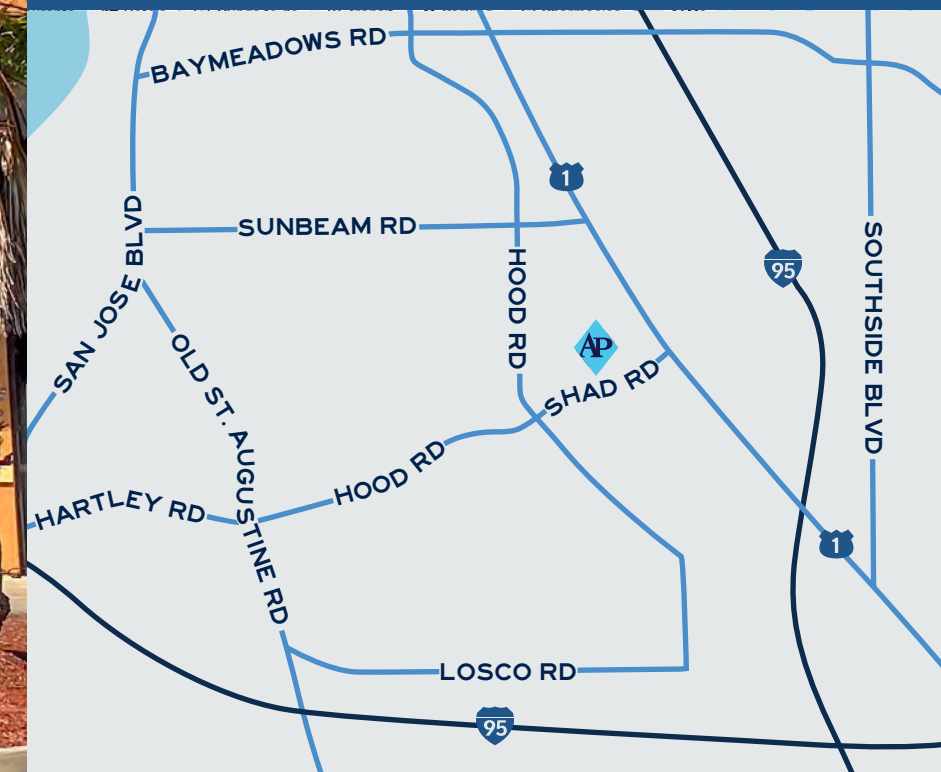 BAYMEADOWS RD
1
SAN JOSE BLVD
SUNBEAM RD
HOOD RD
95
SOUTHSIDE BLVD
AP
SHAD RD
OLD ST. AUGUSTINE RD
HOOD RD
HARTLEY RD
1
LOSCO RD
95